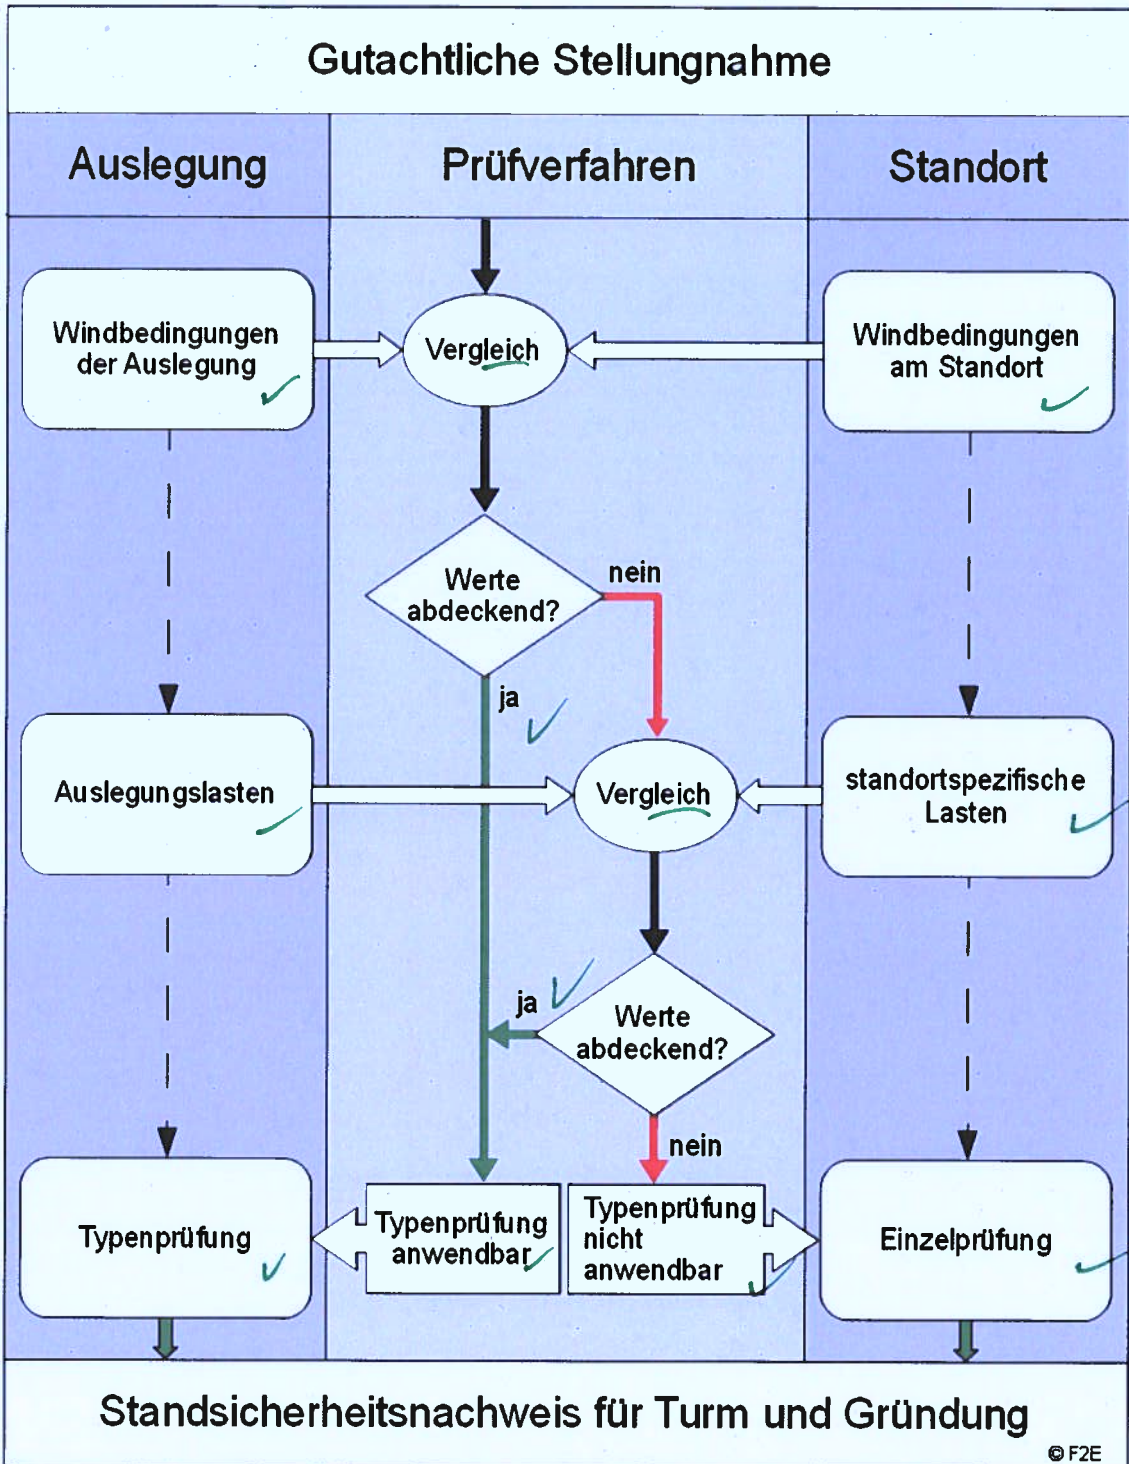 Gutachtliche Stellungnahme
Auslegung
Prüfverfahren
Standort
Windbedingungen
der Auslegung
Vergleich
Windbedingungen
am Standort
Werte
abdeckend?
nein
ja
Auslegungslasten
Vergleich
standortspezifische
Lasten
ja
Werte
abdeckend?
nein
Typenprüfung
Typenprüfung
anwendbar
Typenprüfung
nicht
anwendbar
Einzelprüfung
Standsicherheitsnachweis für Turm und Gründung
© F2E